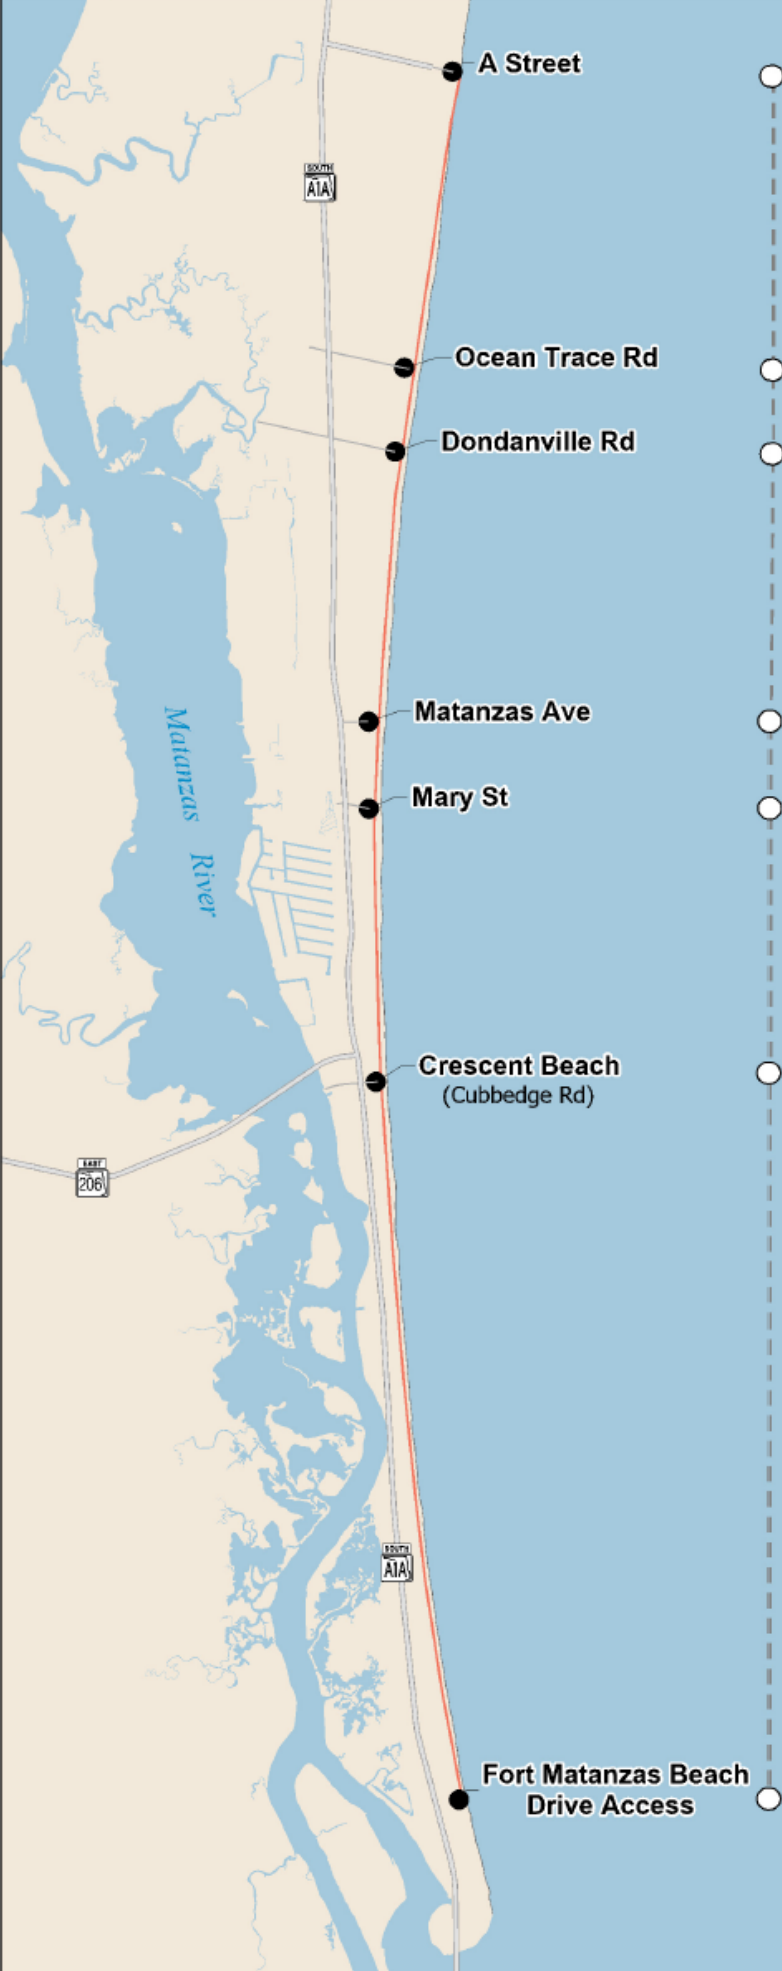 A Street
SOUTH
A1A
Ocean Trace Rd
Dondanville Rd
Matanzas Ave
Mary St
Matanzas
River
Crescent Beach
(Cubbedge Rd)
EAST
206
SOUTH
A1A
Fort Matanzas Beach
Drive Access